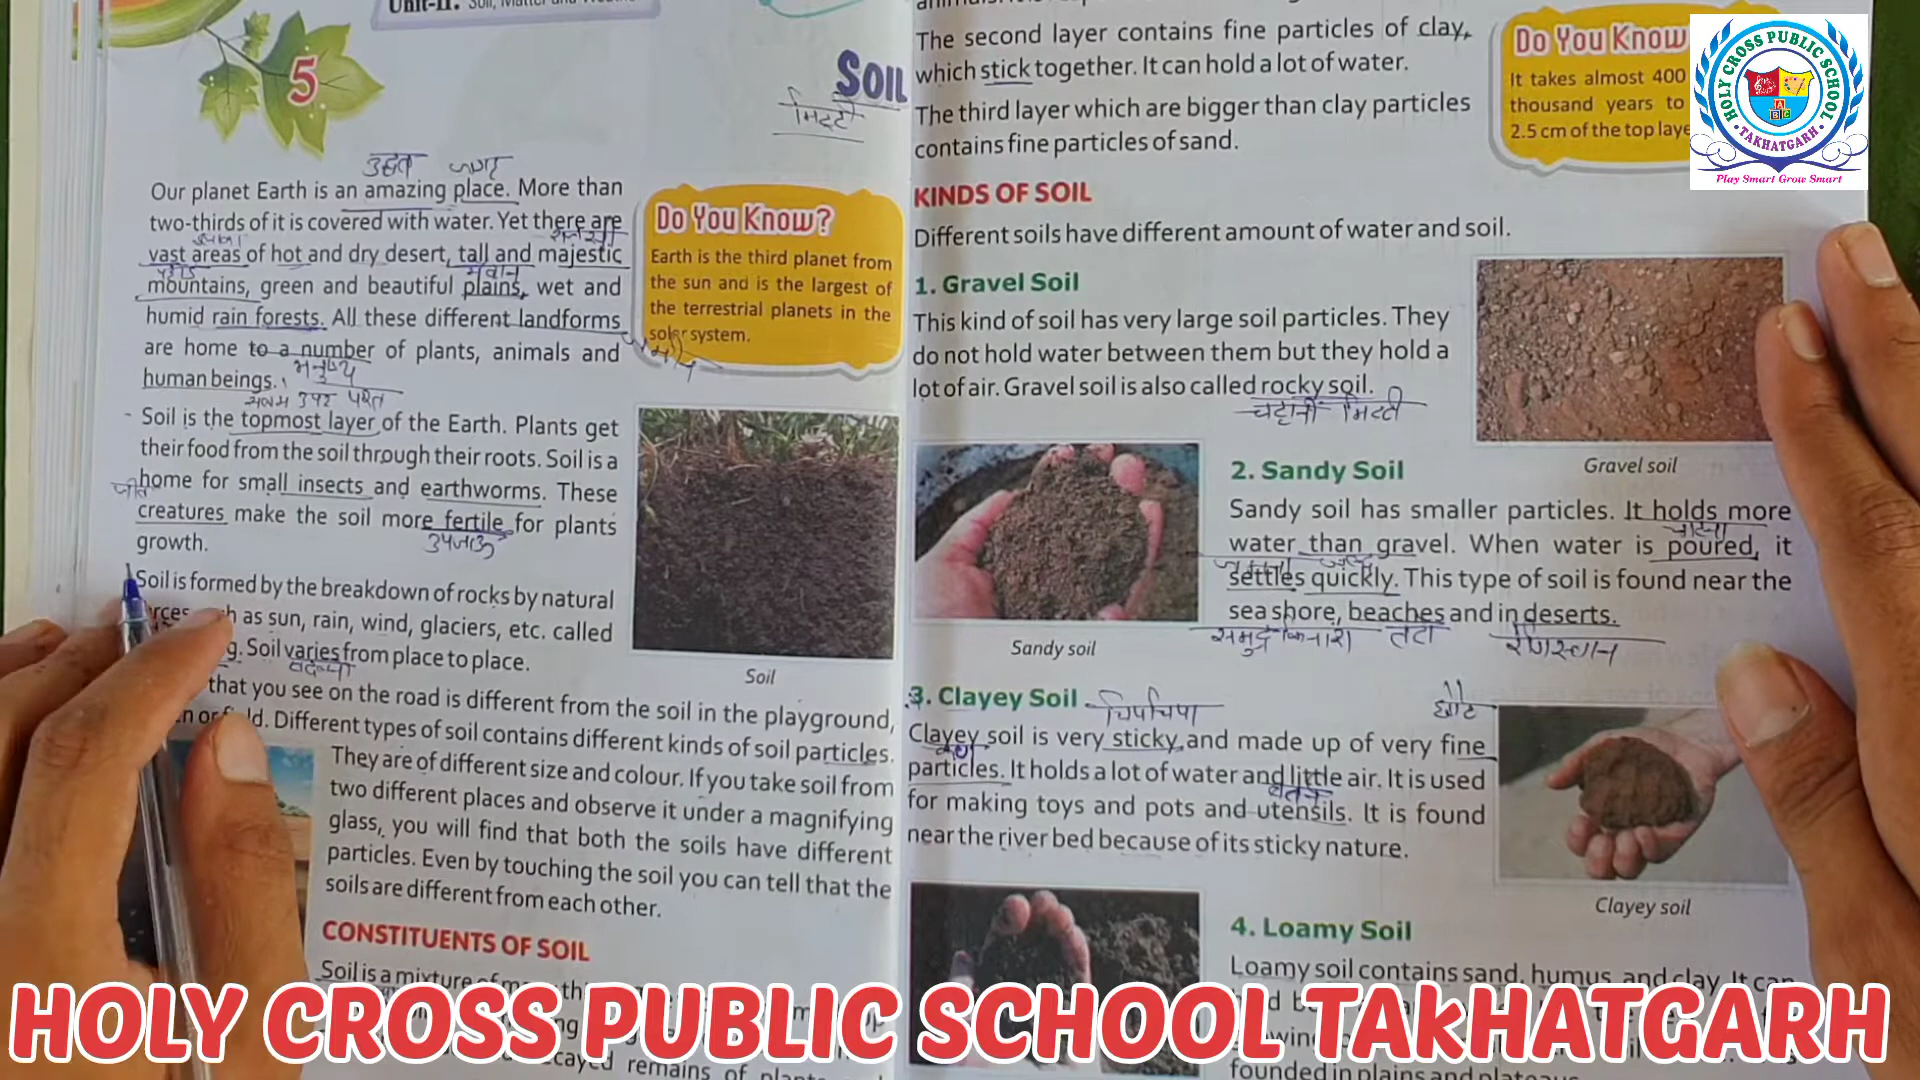 Unit-II.
5
SOIL
मिट्टी
Our planet Earth is an amazing place. More than
two-thirds of it is covered with water. Yet there are
vast areas of hot and dry desert, tall and majestic
mountains, green and beautiful plains, wet and
humid rain forests. All these different landforms
are home to a number of plants, animals and
मनुष्य
human beings.
Soil is the topmost layer of the Earth. Plants get
their food from the soil through their roots. Soil is a
home for small insects and earthworms. These
creatures make the soil more fertile for plants
उपजाऊ
growth.
Soil is formed by the breakdown of rocks by natural
as sun, rain, wind, glaciers, etc. called
Soil varies from place to place.
that you see on the road is different from the soil in the playground,
Different types of soil contains different kinds of soil particles.
They are of different size and colour. If you take soil from
two different places and observe it under a magnifying
glass, you will find that both the soils have different
particles. Even by touching the soil you can tell that the
soils are different from each other.
CONSTITUENTS OF SOIL
Soil is a mixture of
remains of
Do You Know?
Earth is the third planet from
the sun and is the largest of
the terrestrial planets in the
solar system.
Soil
The second layer contains fine particles of clay,
which stick together. It can hold a lot of water.
The third layer which are bigger than clay particles
contains fine particles of sand.
Do You Know
It takes almost 400
thousand years to
2.5 cm of the top
KINDS OF SOIL
Different soils have different amount of water and soil.
1. Gravel Soil
This kind of soil has very large soil particles. They
do not hold water between them but they hold a
lot of air. Gravel soil is also called rocky soil.
चट्टानी मिट्टी
Gravel soil
2. Sandy Soil
Sandy soil has smaller particles. It holds more
water than gravel. When water is poured, it
settles quickly. This type of soil is found near the
sea shore, beaches and in deserts.
समुद्र किनारा तट रेगिस्तान
Sandy soil
3. Clayey Soil चिपचिपा
Clayey soil is very sticky and made up of very fine
particles. It holds a lot of water and little air. It is used
for making toys and pots and utensils. It is found
near the river bed because of its sticky nature.
Clayey soil
4. Loamy Soil
Loamy soil contains sand, humus, and clay. It can
founded in plains and plateaus.
HOLY CROSS PUBLIC SCHOOL
TAKHATGARH
A
B C
Play Smart Grow Smart
HOLY CROSS PUBLIC SCHOOL TAKHATGARH